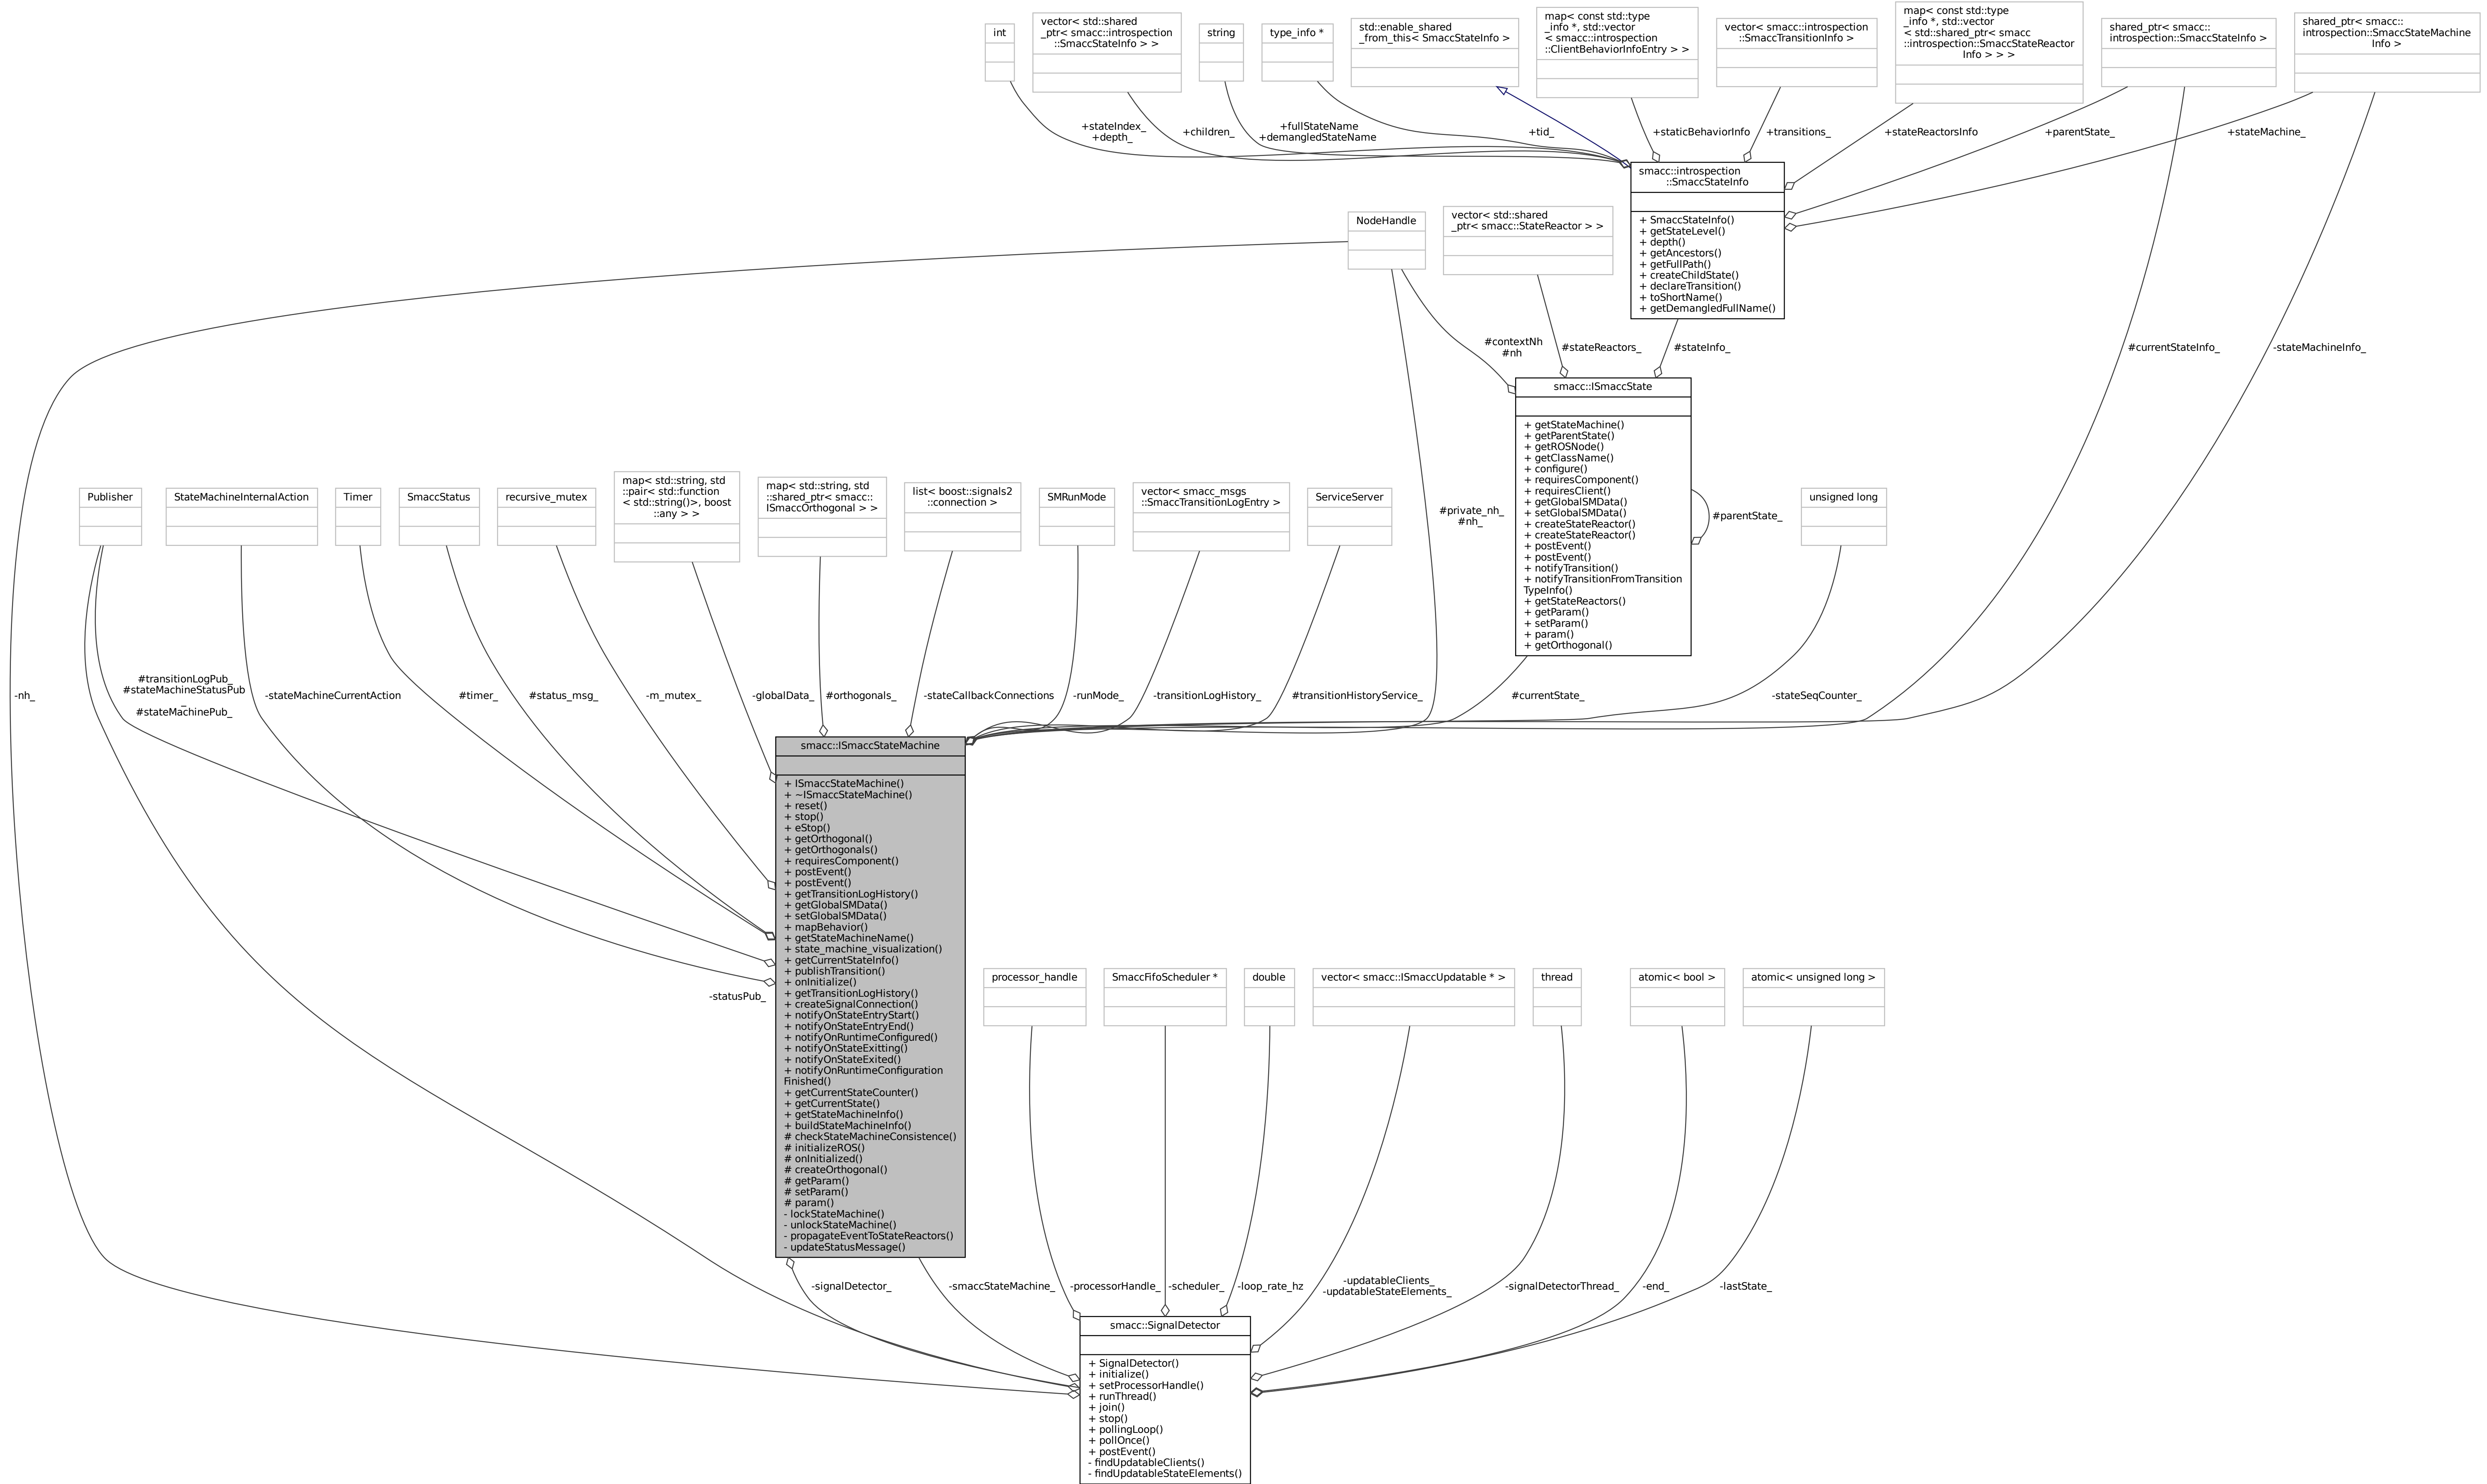 int
vector< std::shared
_ptr< smacc::introspection
::SmaccStateInfo > >
string
type_info *
std::enable_shared
_from_this< SmaccStateInfo >
map< const std::type
_info *, std::vector
< smacc::introspection
::ClientBehaviorInfoEntry > >
vector< smacc::introspection
::SmaccTransitionInfo >
map< const std::type
_info *, std::vector
< std::shared_ptr< smacc
::introspection::SmaccStateReactor
Info > > >
shared_ptr< smacc::
introspection::SmaccStateInfo >
shared_ptr< smacc::
introspection::SmaccStateMachine
Info >
+stateIndex_
+depth_
+children_
+fullStateName
+demangledStateName
+tid_
+staticBehaviorInfo
+transitions_
+stateReactorsInfo
+parentState_
+stateMachine_
smacc::introspection
::SmaccStateInfo
+ SmaccStateInfo()
+ getStateLevel()
+ depth()
+ getAncestors()
+ getFullPath()
+ createChildState()
+ declareTransition()
+ toShortName()
+ getDemangledFullName()
NodeHandle
vector< std::shared
_ptr< smacc::StateReactor > >
#contextNh
#nh
#stateReactors_
#stateInfo_
#currentStateInfo_
-stateMachineInfo_
smacc::ISmaccState
+ getStateMachine()
+ getParentState()
+ getROSNode()
+ getClassName()
+ configure()
+ requiresComponent()
+ requiresClient()
+ getGlobalSMData()
+ setGlobalSMData()
+ createStateReactor()
+ createStateReactor()
+ postEvent()
+ postEvent()
+ notifyTransition()
+ notifyTransitionFromTransition
TypeInfo()
+ getStateReactors()
+ getParam()
+ setParam()
+ param()
+ getOrthogonal()
#parentState_
Publisher
StateMachineInternalAction
Timer
SmaccStatus
recursive_mutex
map< std::string, std
::pair< std::function
< std::string()>, boost
::any > >
map< std::string, std
::shared_ptr< smacc::
ISmaccOrthogonal > >
list< boost::signals2
::connection >
SMRunMode
vector< smacc_msgs
::SmaccTransitionLogEntry >
ServiceServer
#private_nh_
#nh_
unsigned long
-nh_
#transitionLogPub_
#stateMachineStatusPub
_
#stateMachinePub_
-stateMachineCurrentAction
#timer_
#status_msg_
-m_mutex_
-globalData_
#orthogonals_
-stateCallbackConnections
-runMode_
-transitionLogHistory_
#transitionHistoryService_
#currentState_
-stateSeqCounter_
smacc::ISmaccStateMachine
+ ISmaccStateMachine()
+ ~ISmaccStateMachine()
+ reset()
+ stop()
+ eStop()
+ getOrthogonal()
+ getOrthogonals()
+ requiresComponent()
+ postEvent()
+ postEvent()
+ getTransitionLogHistory()
+ getGlobalSMData()
+ setGlobalSMData()
+ mapBehavior()
+ getStateMachineName()
+ state_machine_visualization()
+ getCurrentStateInfo()
+ publishTransition()
+ onInitialize()
+ getTransitionLogHistory()
+ createSignalConnection()
+ notifyOnStateEntryStart()
+ notifyOnStateEntryEnd()
+ notifyOnRuntimeConfigured()
+ notifyOnStateExitting()
+ notifyOnStateExited()
+ notifyOnRuntimeConfiguration
Finished()
+ getCurrentStateCounter()
+ getCurrentState()
+ getStateMachineInfo()
+ buildStateMachineInfo()
# checkStateMachineConsistence()
# initializeROS()
# onInitialized()
# createOrthogonal()
# getParam()
# setParam()
# param()
- lockStateMachine()
- unlockStateMachine()
- propagateEventToStateReactors()
- updateStatusMessage()
-statusPub_
processor_handle
SmaccFifoScheduler *
double
vector< smacc::ISmaccUpdatable * >
thread
atomic< bool >
atomic< unsigned long >
-signalDetector_
-smaccStateMachine_
-processorHandle_
-scheduler_
-loop_rate_hz
-updatableClients_
-updatableStateElements_
-signalDetectorThread_
-end_
-lastState_
smacc::SignalDetector
+ SignalDetector()
+ initialize()
+ setProcessorHandle()
+ runThread()
+ join()
+ stop()
+ pollingLoop()
+ pollOnce()
+ postEvent()
- findUpdatableClients()
- findUpdatableStateElements()